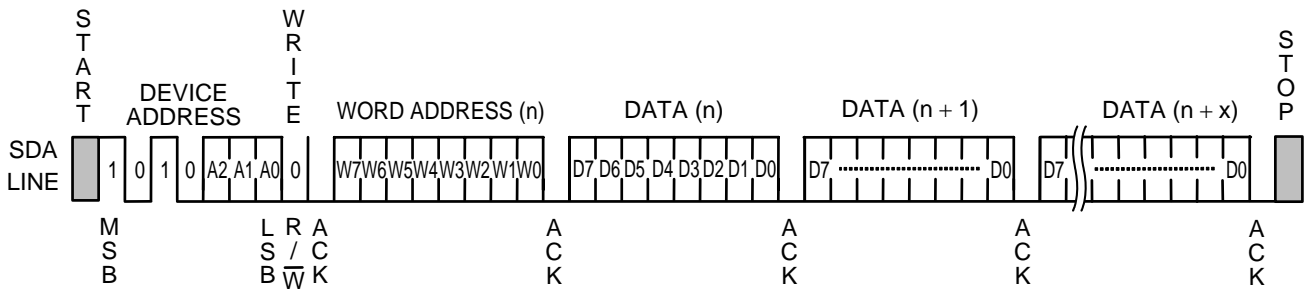 START
WRITE
STOP
DEVICE
ADDRESS
WORD ADDRESS (n)
DATA (n)
DATA (n + 1)
DATA (n + x)
SDA
LINE
1 0 1 0 A2 A1 A0 0
W7 W6 W5 W4 W3 W2 W1 W0
D7 D6 D5 D4 D3 D2 D1 D0
D7 D0
D7 D0
MSB
LSB
R/W
ACK
ACK
ACK
ACK
ACK